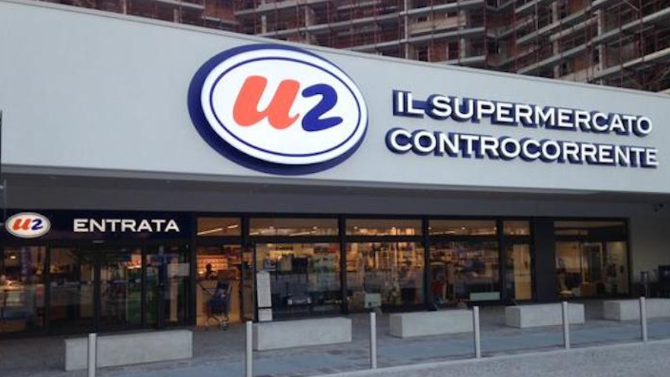 U2
IL SUPERMERCATO
CONTROCORRENTE
U2 ENTRATA